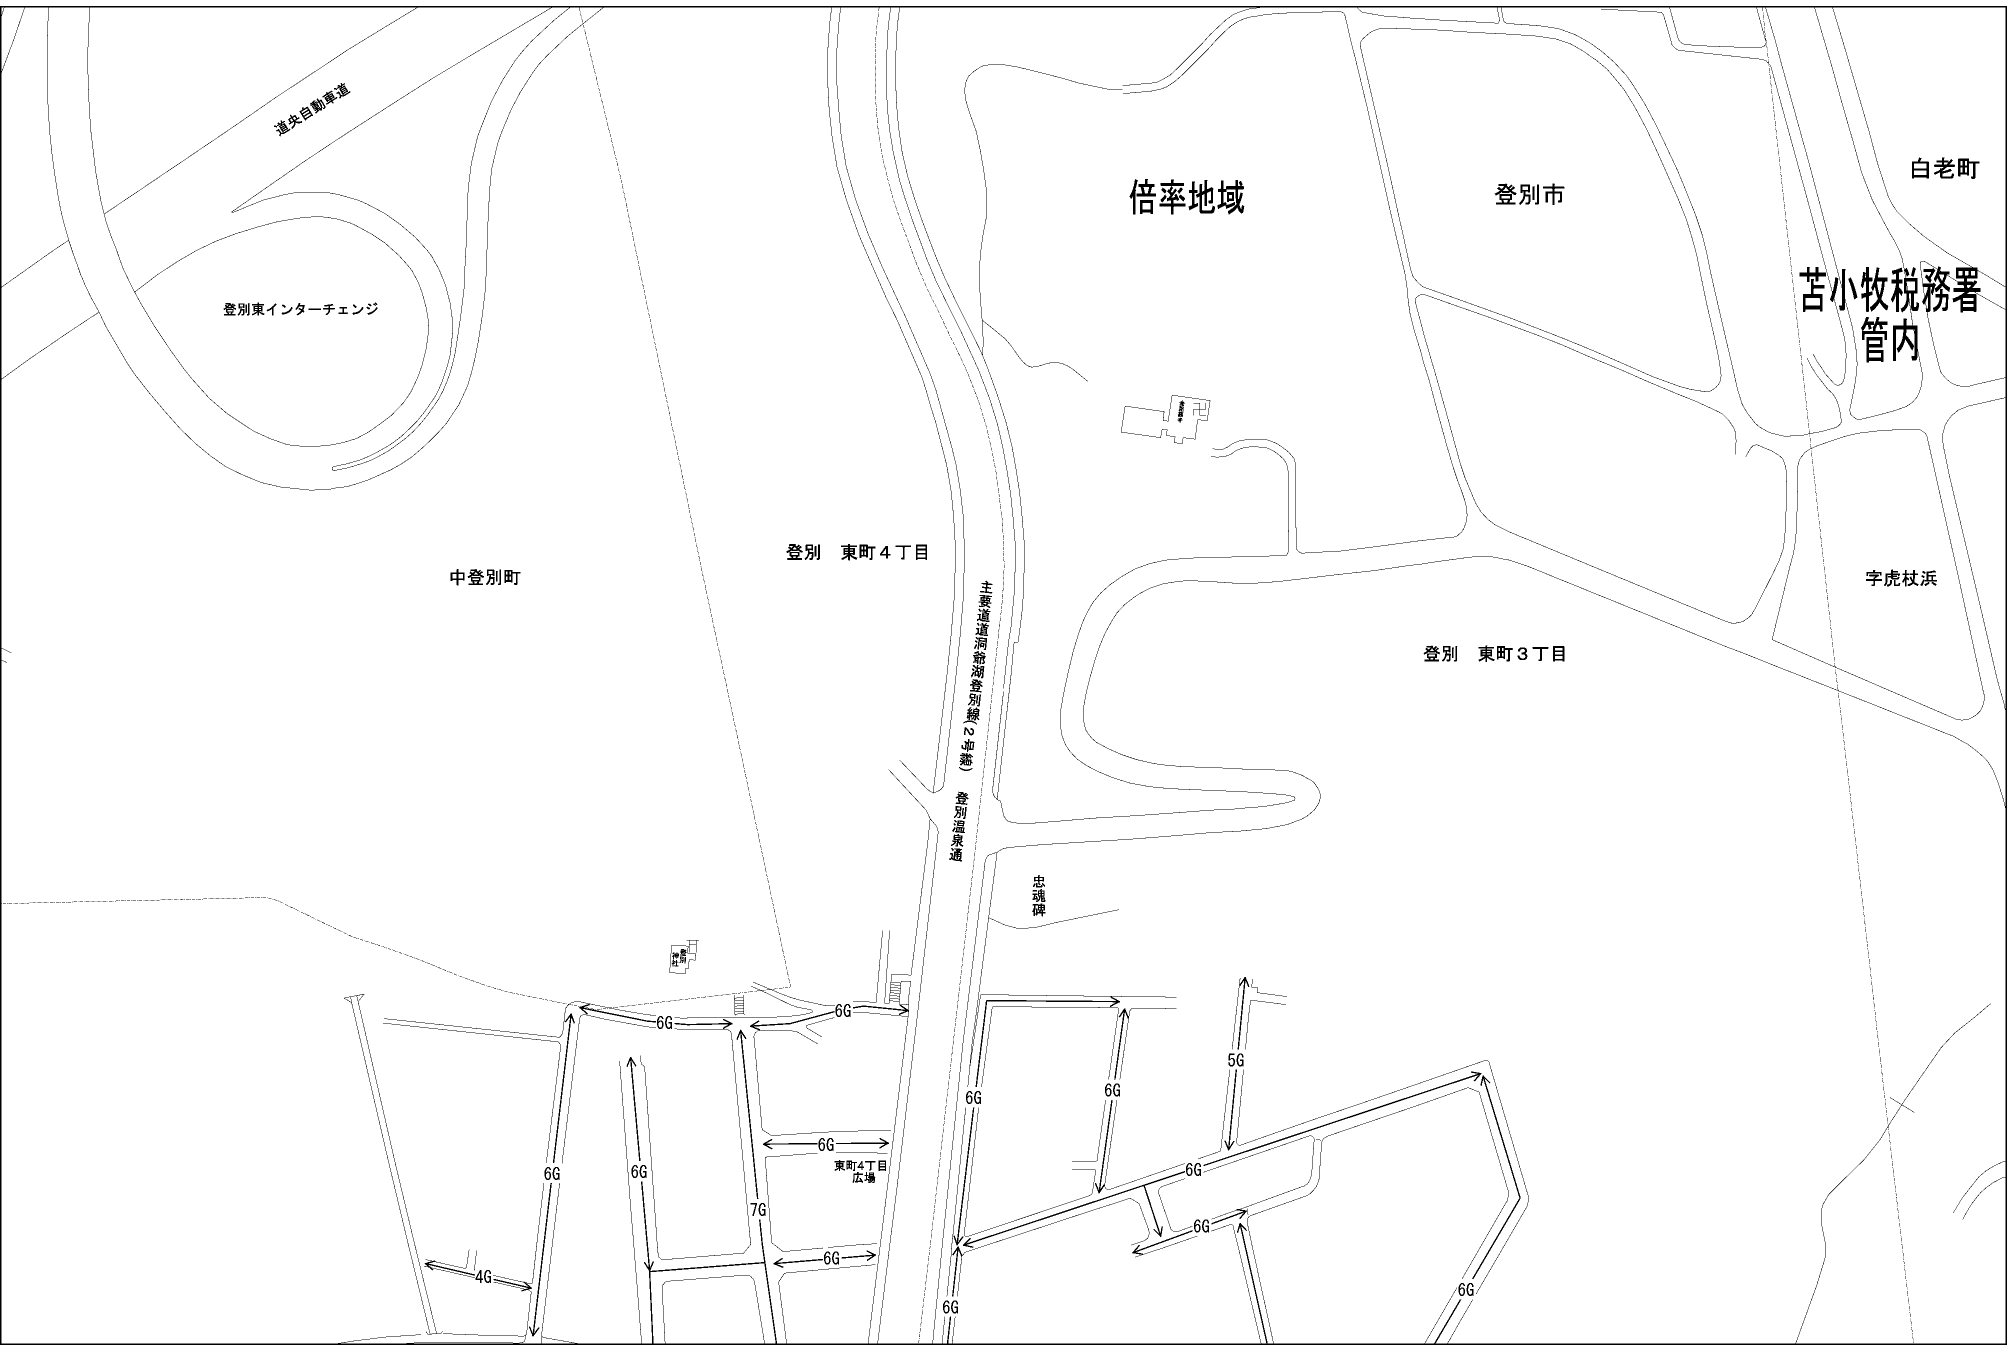 道央自動車道
白老町
倍率地域
登別市
苫小牧税務署
管内
登別東インターチェンジ
登別 東町４丁目
中登別町
字虎杖浜
主要道道洞爺湖登別線(２号線) 登別温泉通
登別 東町３丁目
忠魂碑
登別
神社
6G
6G
6G
6G
5G
6G
6G
6G
6G
6G
6G
7G
東町4丁目
広場
6G
6G
4G
6G
6G